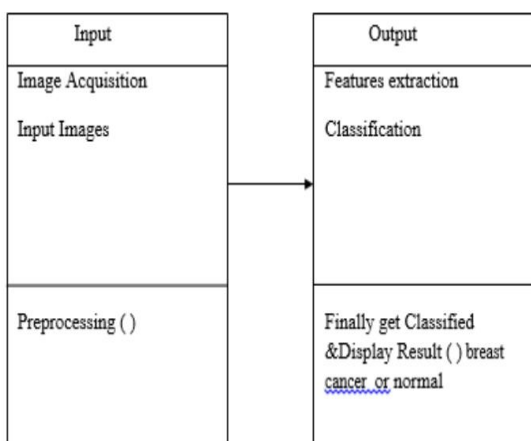 Input
Image Acquisition
Input Images
Preprocessing ( )
Output
Features extraction
Classification
Finally get Classified
&Display Result ( ) breast
cancer or normal